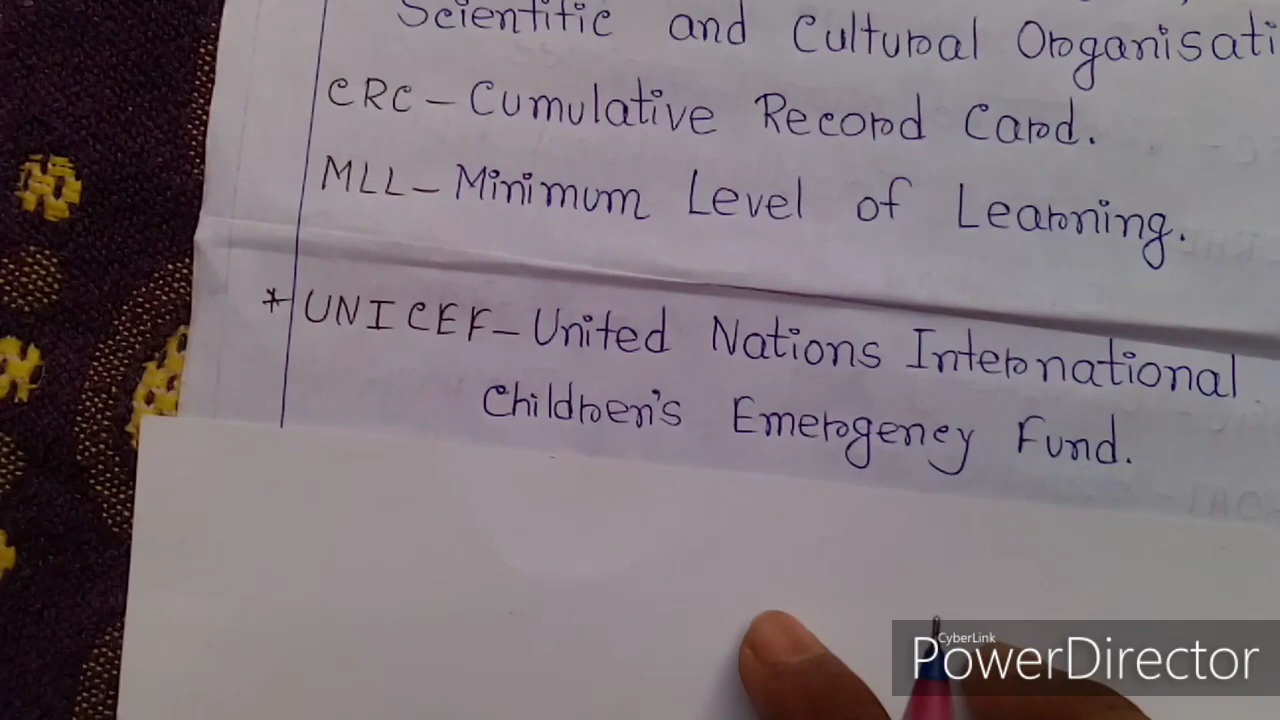 Scientific and Cultural Organisati
CRC - Cumulative Record Card.
MLL - Minimum Level of Learning.
* UNICEF - United Nations International
Children's Emergency Fund.
CyberLink
PowerDirector